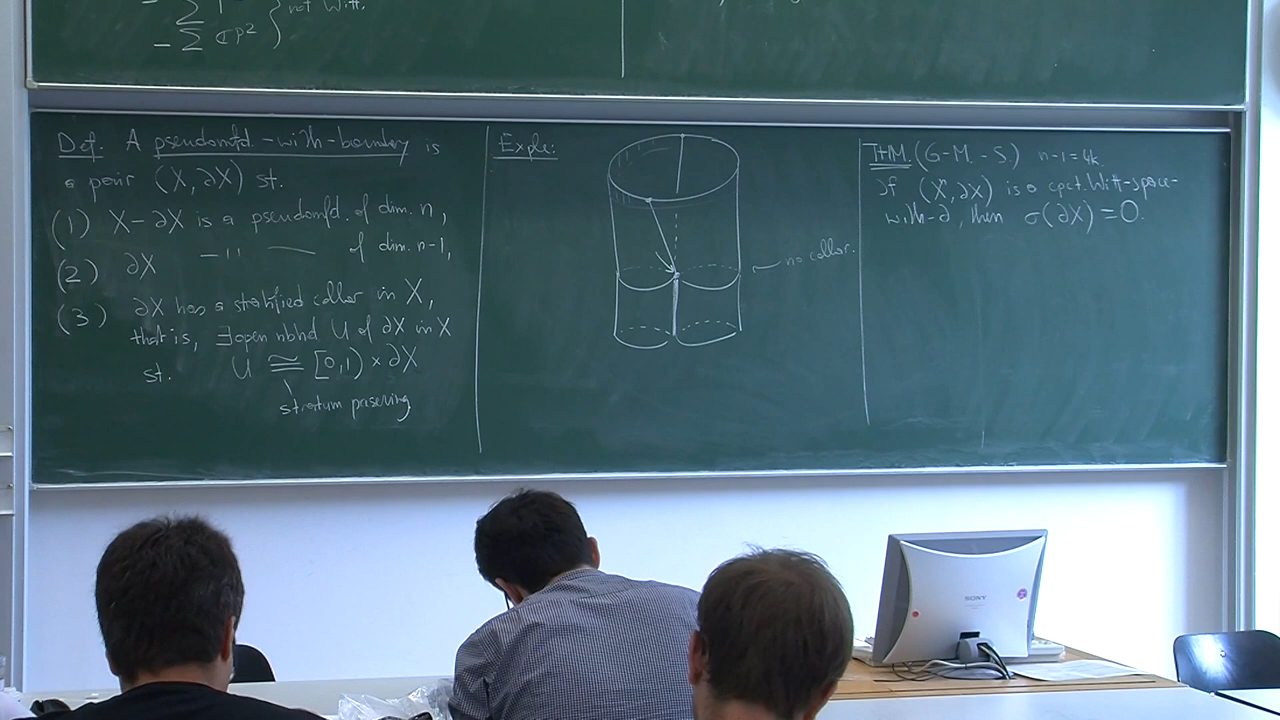 - Σ
- Σ ℂP² } not Witt.
Def. A pseudomfd-with-boundary is
a pair (X, ∂X) st.
(1) X-∂X is a pseudomfd. of dim. n,
(2) ∂X -"- of dim. n-1,
(3) ∂X has a stratified collar in X,
that is, ∃ open nbhd U of ∂X in X
st. U ≅ [0,1) × ∂X
stratum preserving
Exple:
no collar.
THM. (G-M.-S.) n-1=4k.
If (Xⁿ, ∂X) is a cpct. Witt-space-
with-∂, then σ(∂X) = 0.
SONY